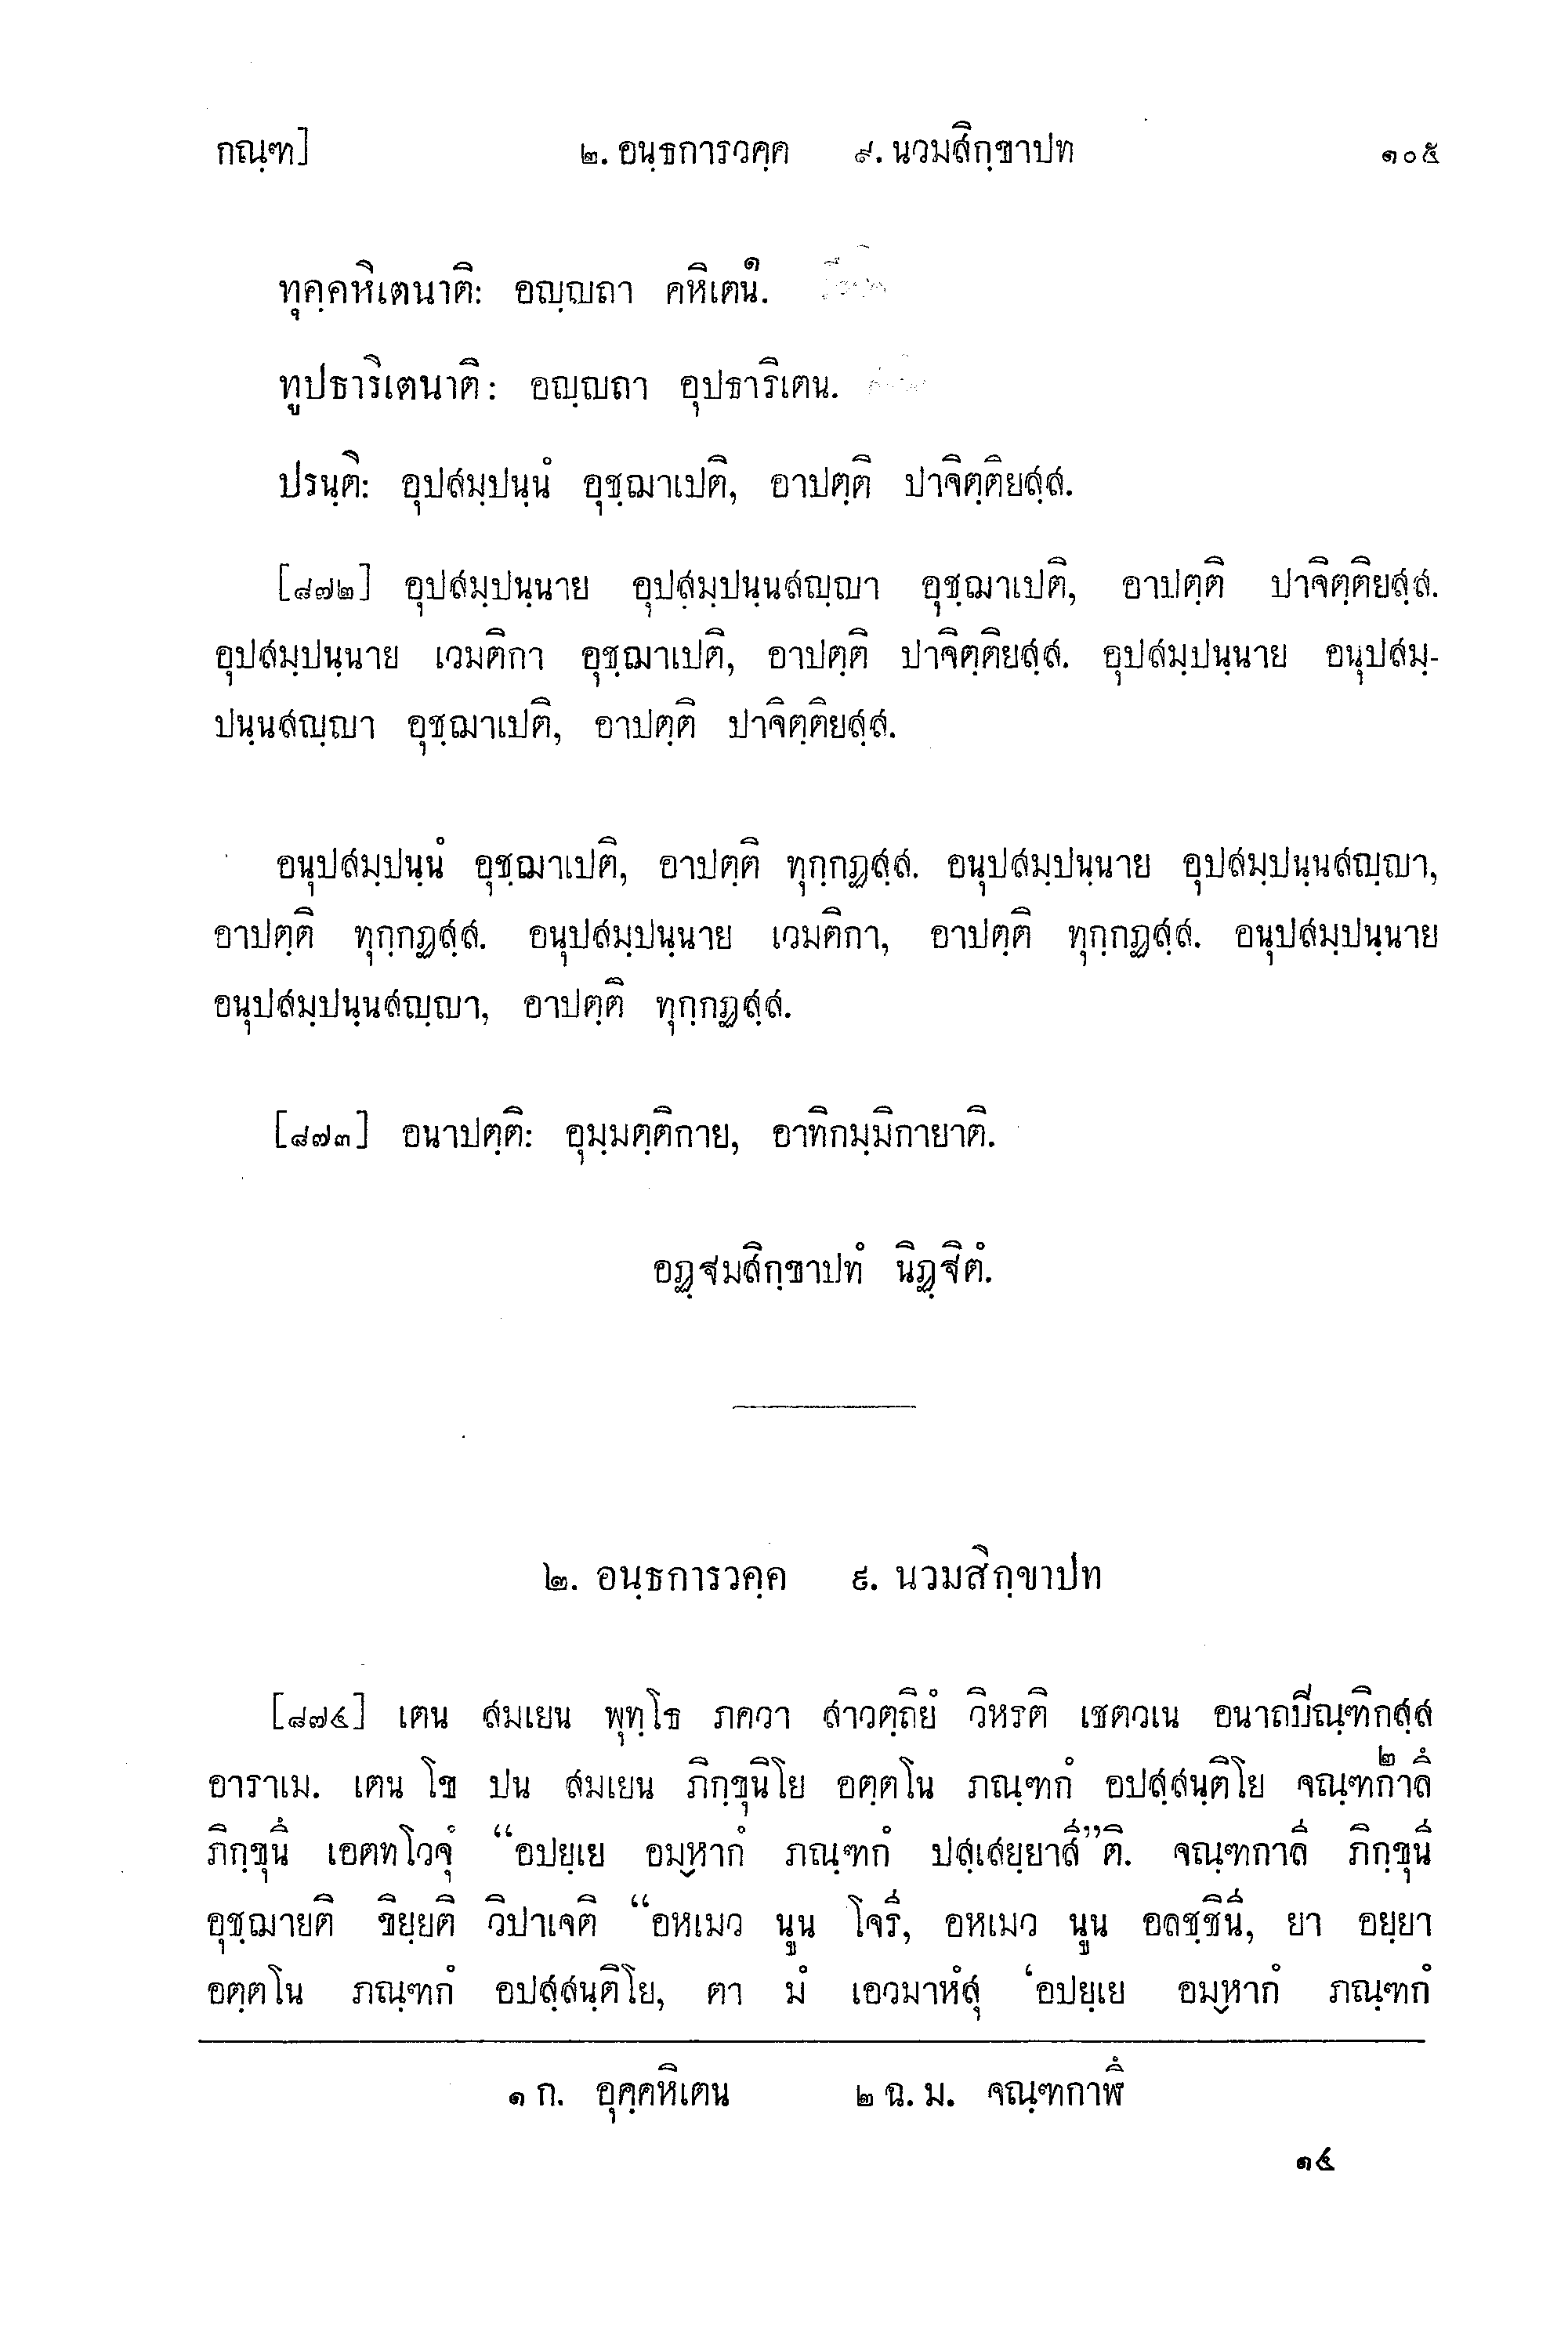 กณฺฑ] ๒. อนฺธการวคฺค ๙. นวมสิกฺขาปท ๑๐๕
ทุคฺคหิเตนาติ: อญฺญถา คหิเตน๑.
ทูปธาริเตนาติ: อญฺญถา อุปธาริเตน.
ปรนฺติ: อุปสมฺปนฺนํ อุชฺฌาเปติ, อาปตฺติ ปาจิตฺติยสฺส.
[๘๗๒] อุปสมฺปนฺนาย อุปสฺมฺปนฺนสญฺญา อุชฺฌาเปติ, อาปตฺติ ปาจิตฺติยสฺส.
อุปสมฺปนฺนาย เวมติกา อุชฺฌาเปติ, อาปตฺติ ปาจิตฺติยสฺส. อุปสมฺปนฺนาย อนุปสมฺ-
ปนฺนสญฺญา อุชฺฌาเปติ, อาปตฺติ ปาจิตฺติยสฺส.
อนุปสมฺปนฺนํ อุชฺฌาเปติ, อาปตฺติ ทุกฺกฏสฺส. อนุปสมฺปนฺนาย อุปสมฺปนฺนสญฺญา,
อาปตฺติ ทุกฺกฏสฺส. อนุปสมฺปนฺนาย เวมติกา, อาปตฺติ ทุกฺกฏสฺส. อนุปสมฺปนฺนาย
อนุปสมฺปนฺนสญฺญา, อาปตฺติ ทุกฺกฏสฺส.
[๘๗๓] อนาปตฺติ: อุมฺมตฺติกาย, อาทิกมฺมิกายาติ.
อฏฺฐมสิกฺขาปทํ นิฏฺฐิตํ.
๒. อนฺธการวคฺค ๙. นวมสิกฺขาปท
[๘๗๔] เตน สมเยน พุทฺโธ ภควา สาวตฺถิยํ วิหรติ เชตวเน อนาถปิณฺฑิกสฺส
อาราเม. เตน โข ปน สมเยน ภิกฺขุนิโย อตฺตโน ภณฺฑกํ อปสฺสนฺติโย จณฺฑกา๒ลึ
ภิกฺขุนึ เอตทโวจุํ “อปยฺเย อมฺหากํ ภณฺฑกํ ปสฺเสยฺยาสี”ติ. จณฺฑกาลี ภิกฺขุนี
อุชฺฌายติ ขิยฺยติ วิปาเจติ “อหเมว นูน โจรี, อหเมว นูน อลชฺชินี, ยา อยฺยา
อตฺตโน ภณฺฑกํ อปสฺสนฺติโย, ตา มํ เอวมาหํสุ ‘อปยฺเย อมฺหากํ ภณฺฑกํ
๑ ก. อุคฺคหิเตน ๒ ฉ. ม. จณฺฑกาฬึ
๑๔